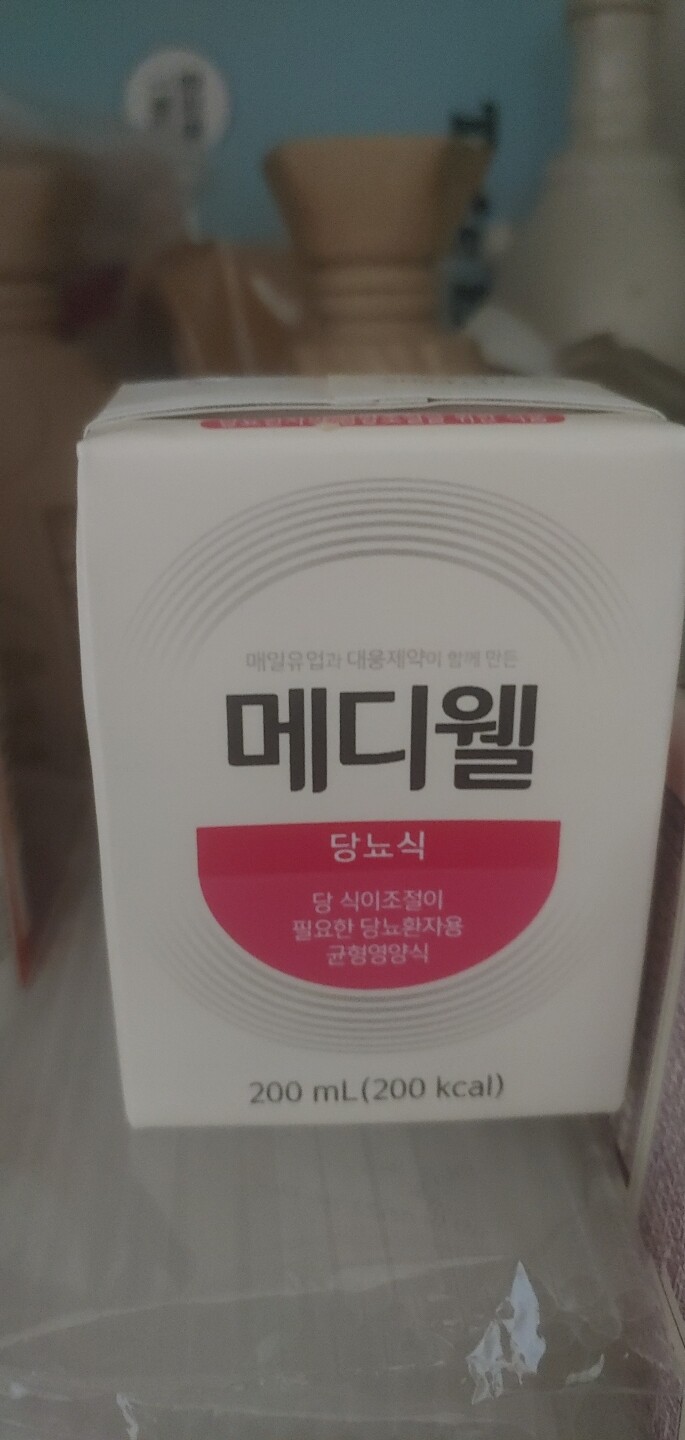 매일유업과 대웅제약이 함께 만든
메디웰
당뇨식
당 식이조절이
필요한 당뇨환자용
균형영양식
200 mL(200 kcal)